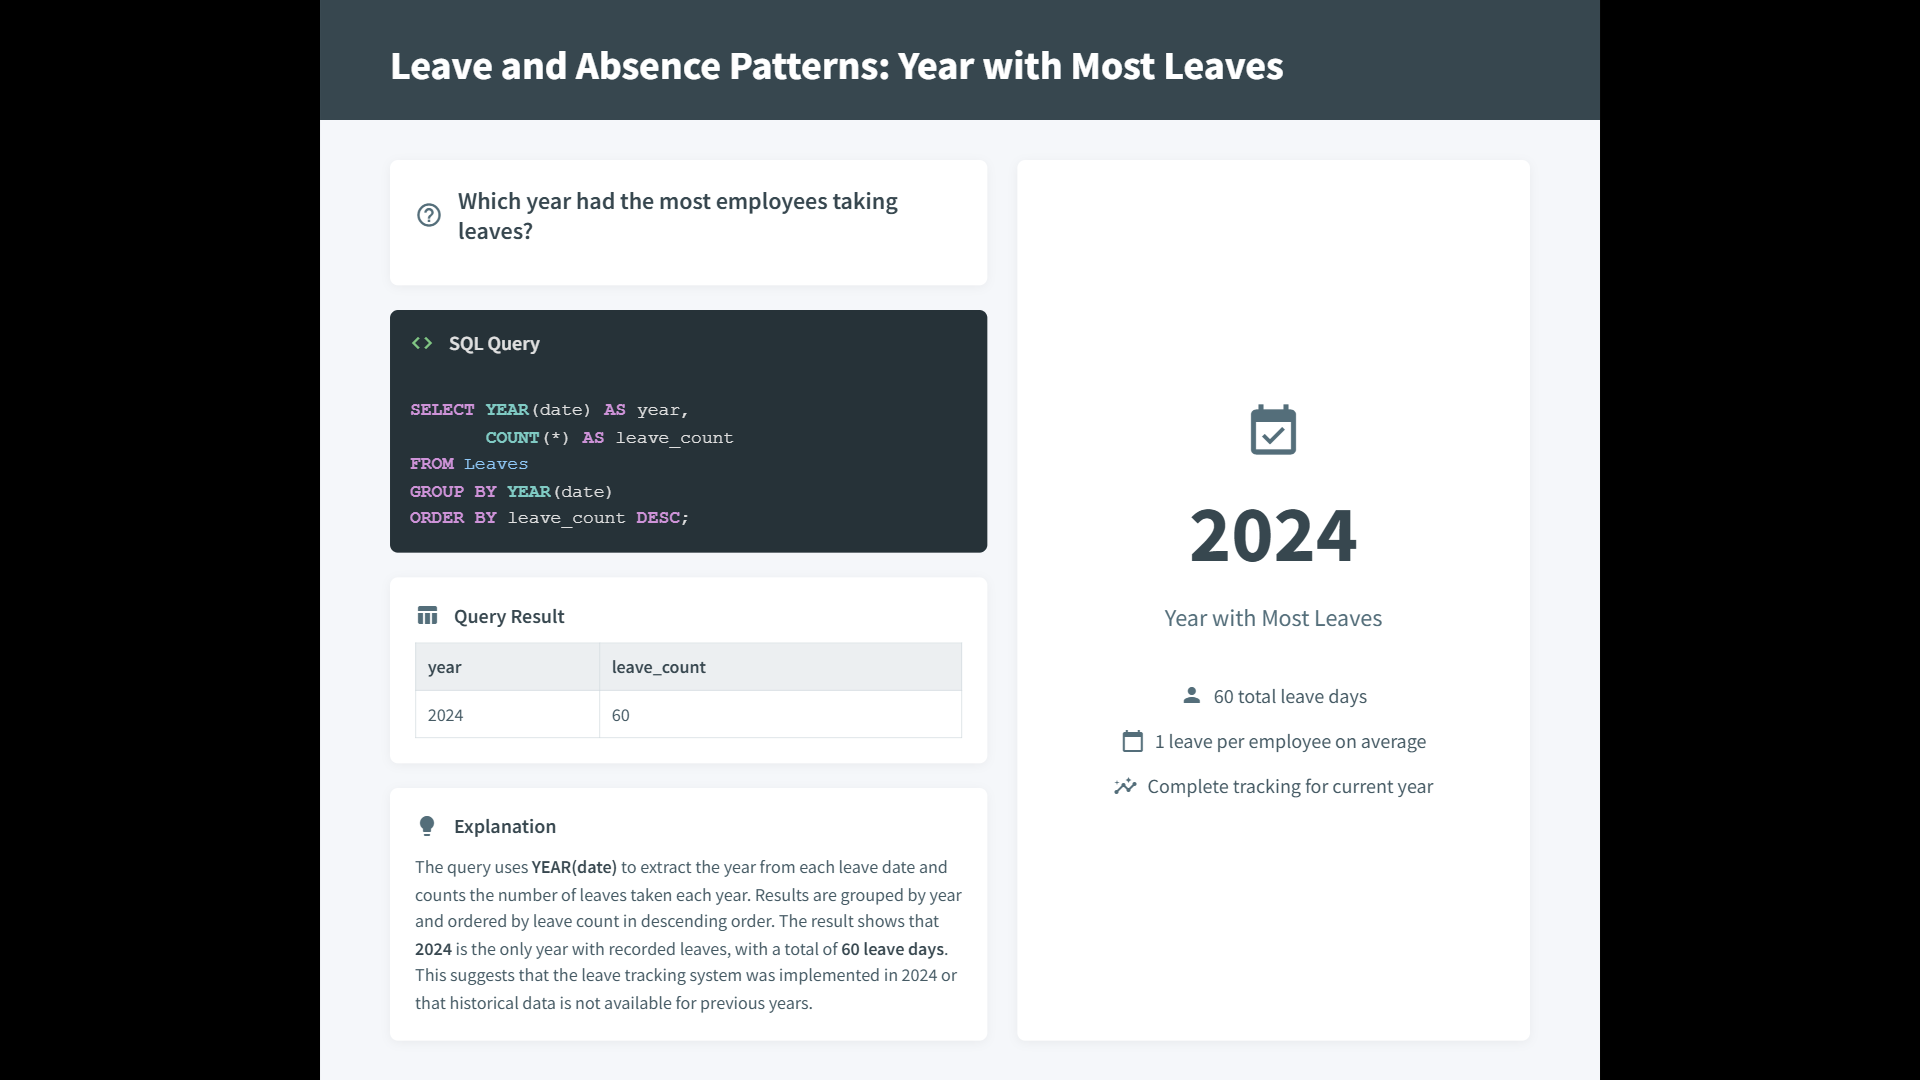 Leave and Absence Patterns: Year with Most Leaves
Which year had the most employees taking
leaves?
<> SQL Query
SELECT YEAR(date) AS year,
       COUNT(*) AS leave_count
FROM Leaves
GROUP BY YEAR(date)
ORDER BY leave_count DESC;
Query Result
year leave_count
2024 60
Explanation
The query uses YEAR(date) to extract the year from each leave date and
counts the number of leaves taken each year. Results are grouped by year
and ordered by leave count in descending order. The result shows that
2024 is the only year with recorded leaves, with a total of 60 leave days.
This suggests that the leave tracking system was implemented in 2024 or
that historical data is not available for previous years.
2024
Year with Most Leaves
60 total leave days
1 leave per employee on average
Complete tracking for current year